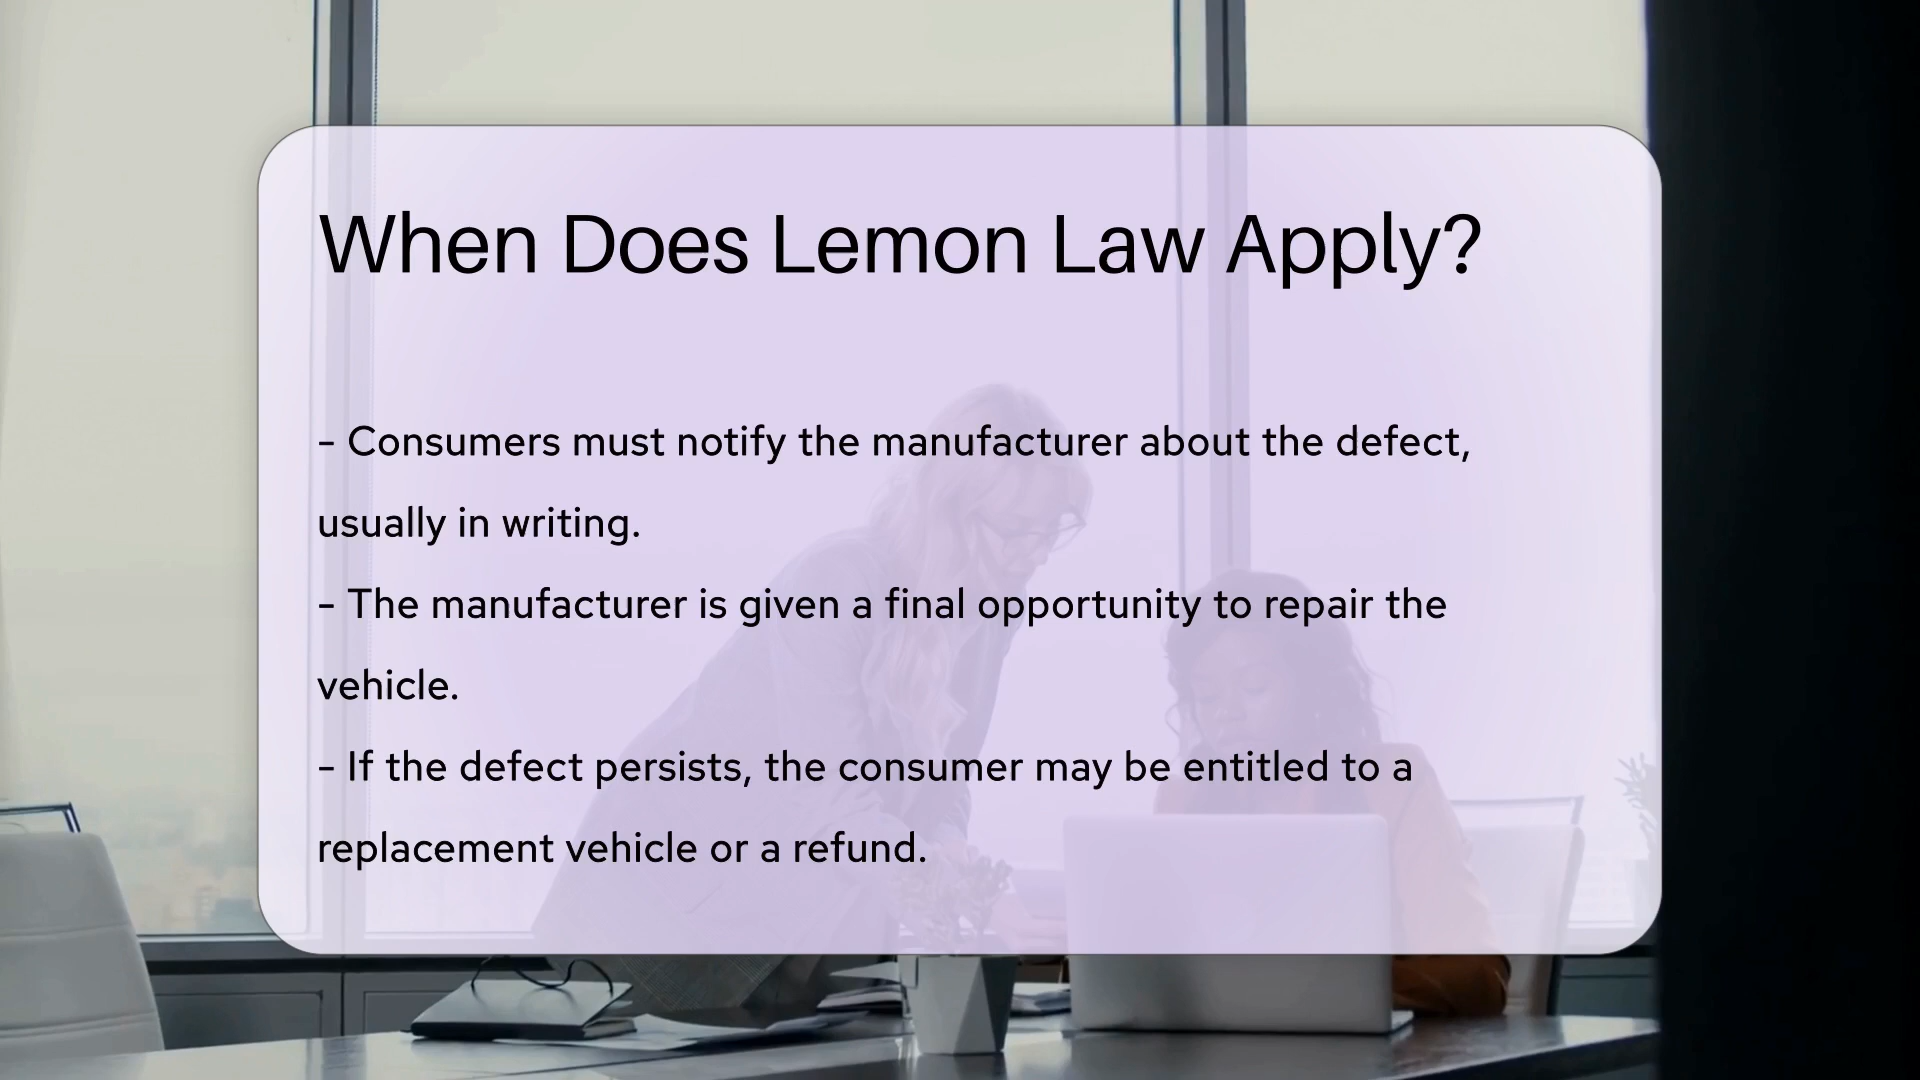 When Does Lemon Law Apply?
- Consumers must notify the manufacturer about the defect,
usually in writing.
- The manufacturer is given a final opportunity to repair the
vehicle.
- If the defect persists, the consumer may be entitled to a
replacement vehicle or a refund.